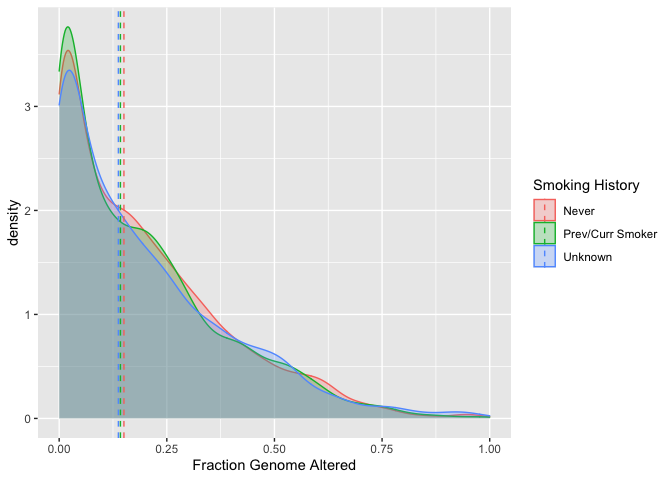 density
3
2
1
0
0.00 0.25 0.50 0.75 1.00
Fraction Genome Altered
Smoking History
Never
Prev/Curr Smoker
Unknown